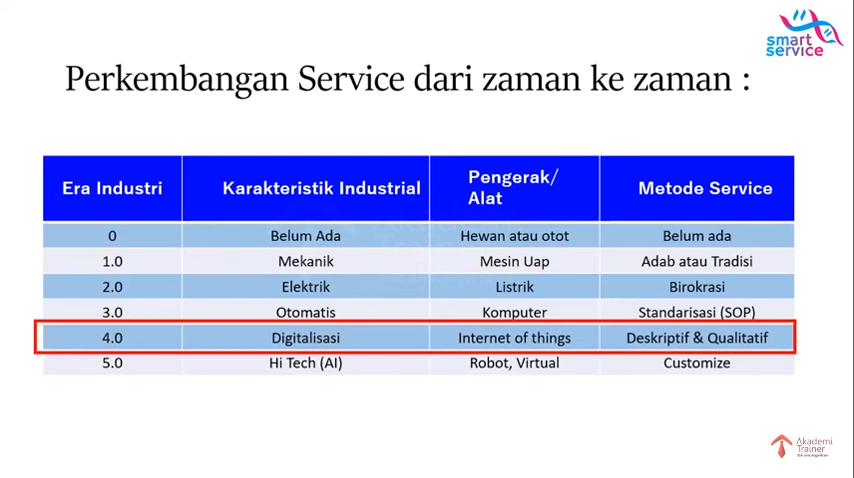 smart
service
Perkembangan Service dari zaman ke zaman :
Era Industri Karakteristik Industrial Pengerak/ Alat Metode Service
0 Belum Ada Hewan atau otot Belum ada
1.0 Mekanik Mesin Uap Adab atau Tradisi
2.0 Elektrik Listrik Birokrasi
3.0 Otomatis Komputer Standarisasi (SOP)
4.0 Digitalisasi Internet of things Deskriptif & Qualitatif
5.0 Hi Tech (AI) Robot, Virtual Customize
Akademi
Trainer